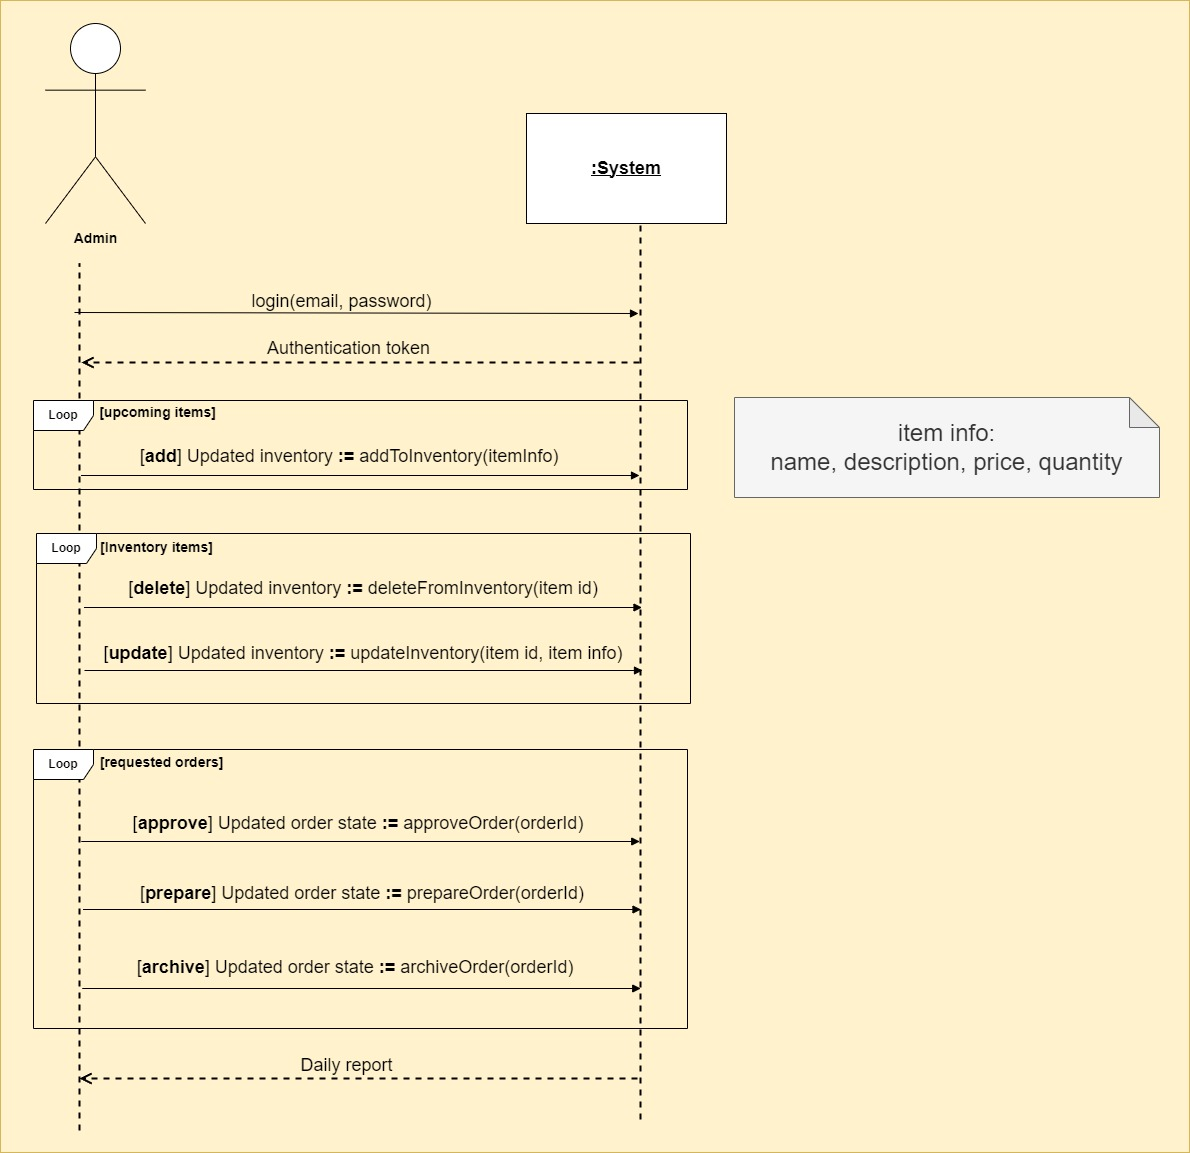 Admin
:System
login(email, password)
Authentication token
Loop
[upcoming items]
[add] Updated inventory := addToInventory(itemInfo)
item info:
name, description, price, quantity
Loop
[Inventory items]
[delete] Updated inventory := deleteFromInventory(item id)
[update] Updated inventory := updateInventory(item id, item info)
Loop
[requested orders]
[approve] Updated order state := approveOrder(orderId)
[prepare] Updated order state := prepareOrder(orderId)
[archive] Updated order state := archiveOrder(orderId)
Daily report